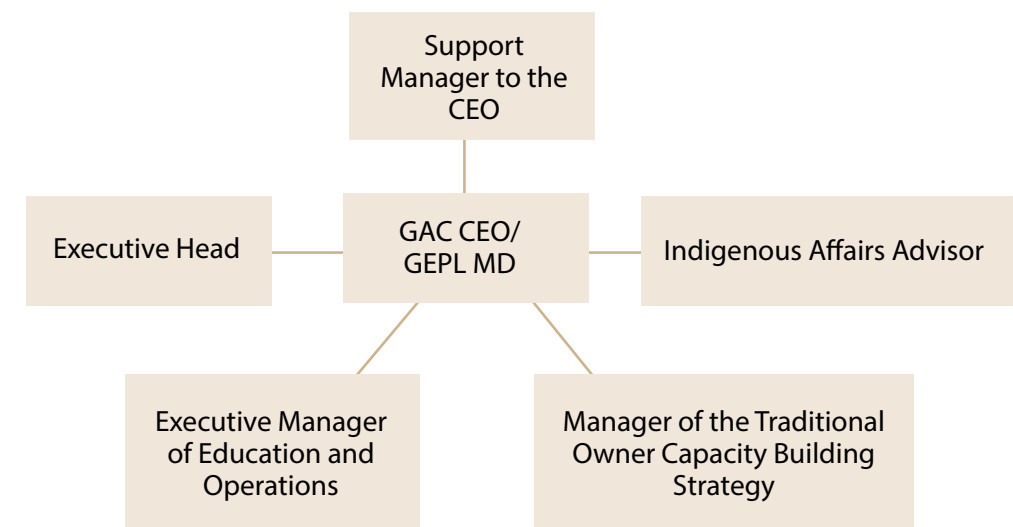 Support
Manager to the
CEO
Executive Head
GAC CEO/
GEPL MD
Indigenous Affairs Advisor
Executive Manager
of Education and
Operations
Manager of the Traditional
Owner Capacity Building
Strategy